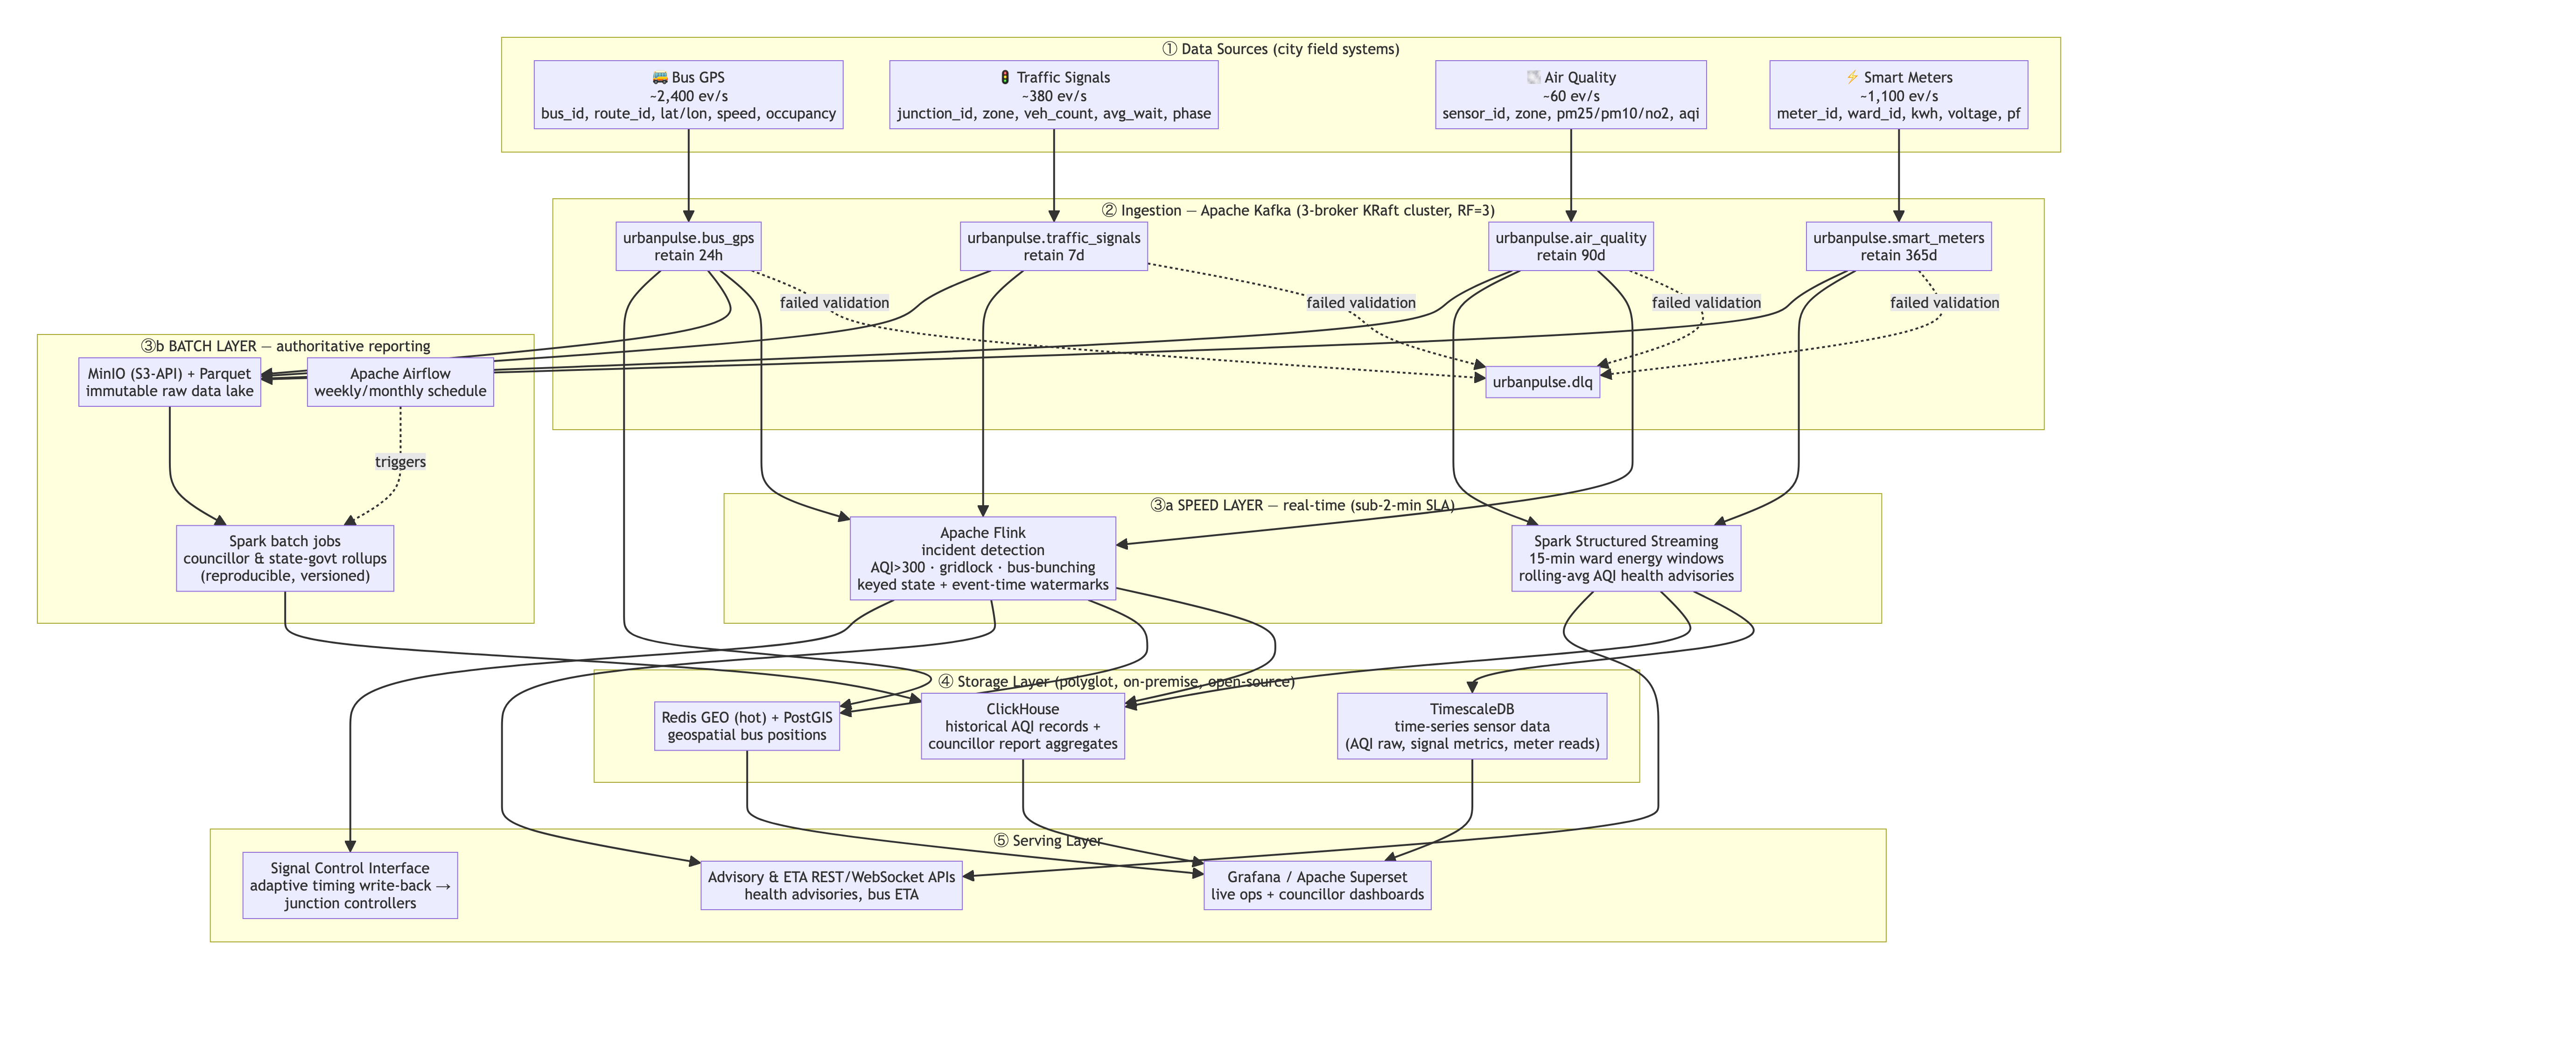 ① Data Sources (city field systems)
🚌 Bus GPS
~2,400 ev/s
bus_id, route_id, lat/lon, speed, occupancy
🚦 Traffic Signals
~380 ev/s
junction_id, zone, veh_count, avg_wait, phase
🌫️ Air Quality
~60 ev/s
sensor_id, zone, pm25/pm10/no2, aqi
⚡ Smart Meters
~1,100 ev/s
meter_id, ward_id, kwh, voltage, pf
② Ingestion — Apache Kafka (3-broker KRaft cluster, RF=3)
urbanpulse.bus_gps
retain 24h
urbanpulse.traffic_signals
retain 7d
urbanpulse.air_quality
retain 90d
urbanpulse.smart_meters
retain 365d
failed validation
failed validation
failed validation
failed validation
urbanpulse.dlq
③b BATCH LAYER — authoritative reporting
MinIO (S3-API) + Parquet
immutable raw data lake
Apache Airflow
weekly/monthly schedule
triggers
Spark batch jobs
councillor & state-govt rollups
(reproducible, versioned)
③a SPEED LAYER — real-time (sub-2-min SLA)
Apache Flink
incident detection
AQI>300 · gridlock · bus-bunching
keyed state + event-time watermarks
Spark Structured Streaming
15-min ward energy windows
rolling-avg AQI health advisories
④ Storage Layer (polyglot, on-premise, open-source)
Redis GEO (hot) + PostGIS
geospatial bus positions
ClickHouse
historical AQI records +
councillor report aggregates
TimescaleDB
time-series sensor data
(AQI raw, signal metrics, meter reads)
⑤ Serving Layer
Signal Control Interface
adaptive timing write-back →
junction controllers
Advisory & ETA REST/WebSocket APIs
health advisories, bus ETA
Grafana / Apache Superset
live ops + councillor dashboards